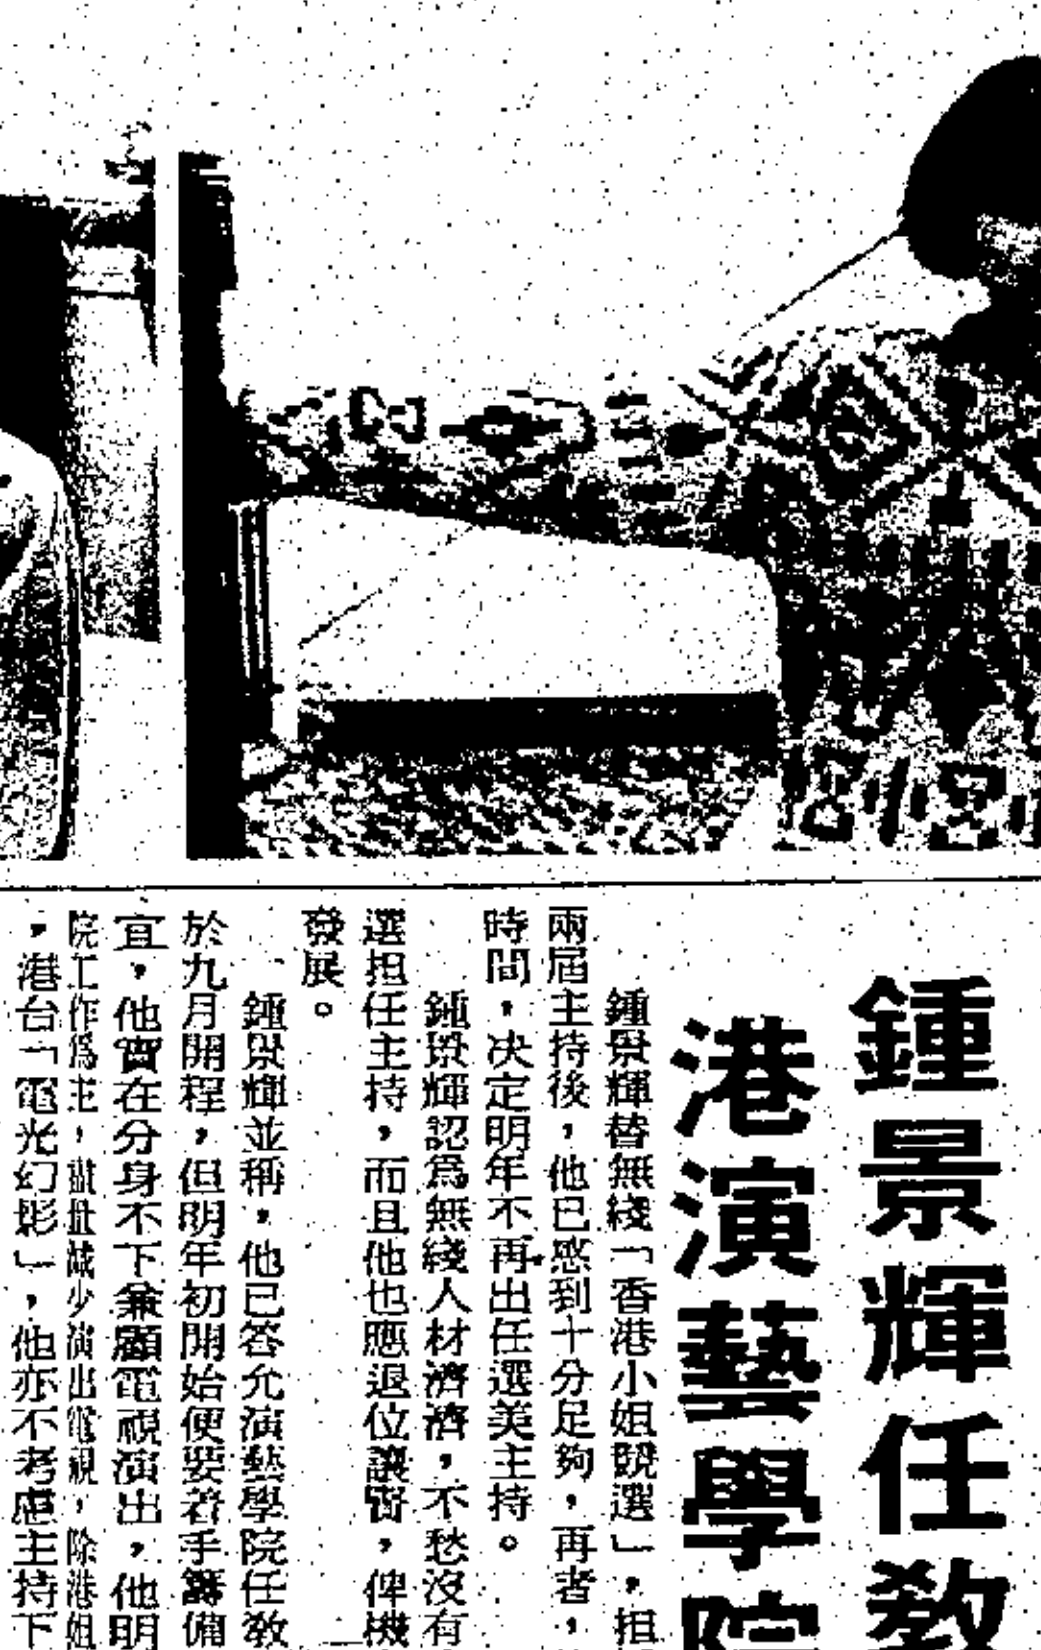 鍾景輝任教
港演藝學院
鍾景輝替無綫「香港小姐競選」，担
兩屆主持後，他已感到十分足夠，再者，
時間，決定明年不再出任選美主持。
鍾景輝認爲無綫人材濟濟，不愁沒有
選担任主持，而且他也應退位讓賢，俾機
發展。
鍾景輝並稱，他已答允演藝學院任教
於九月開程，但明年初開始便要着手籌備
宜，他實在分身不下兼顧電視演出，他明
院工作爲主，盡量減少演出電視，除港姐
，港台「電光幻影」，他亦不考慮主持下